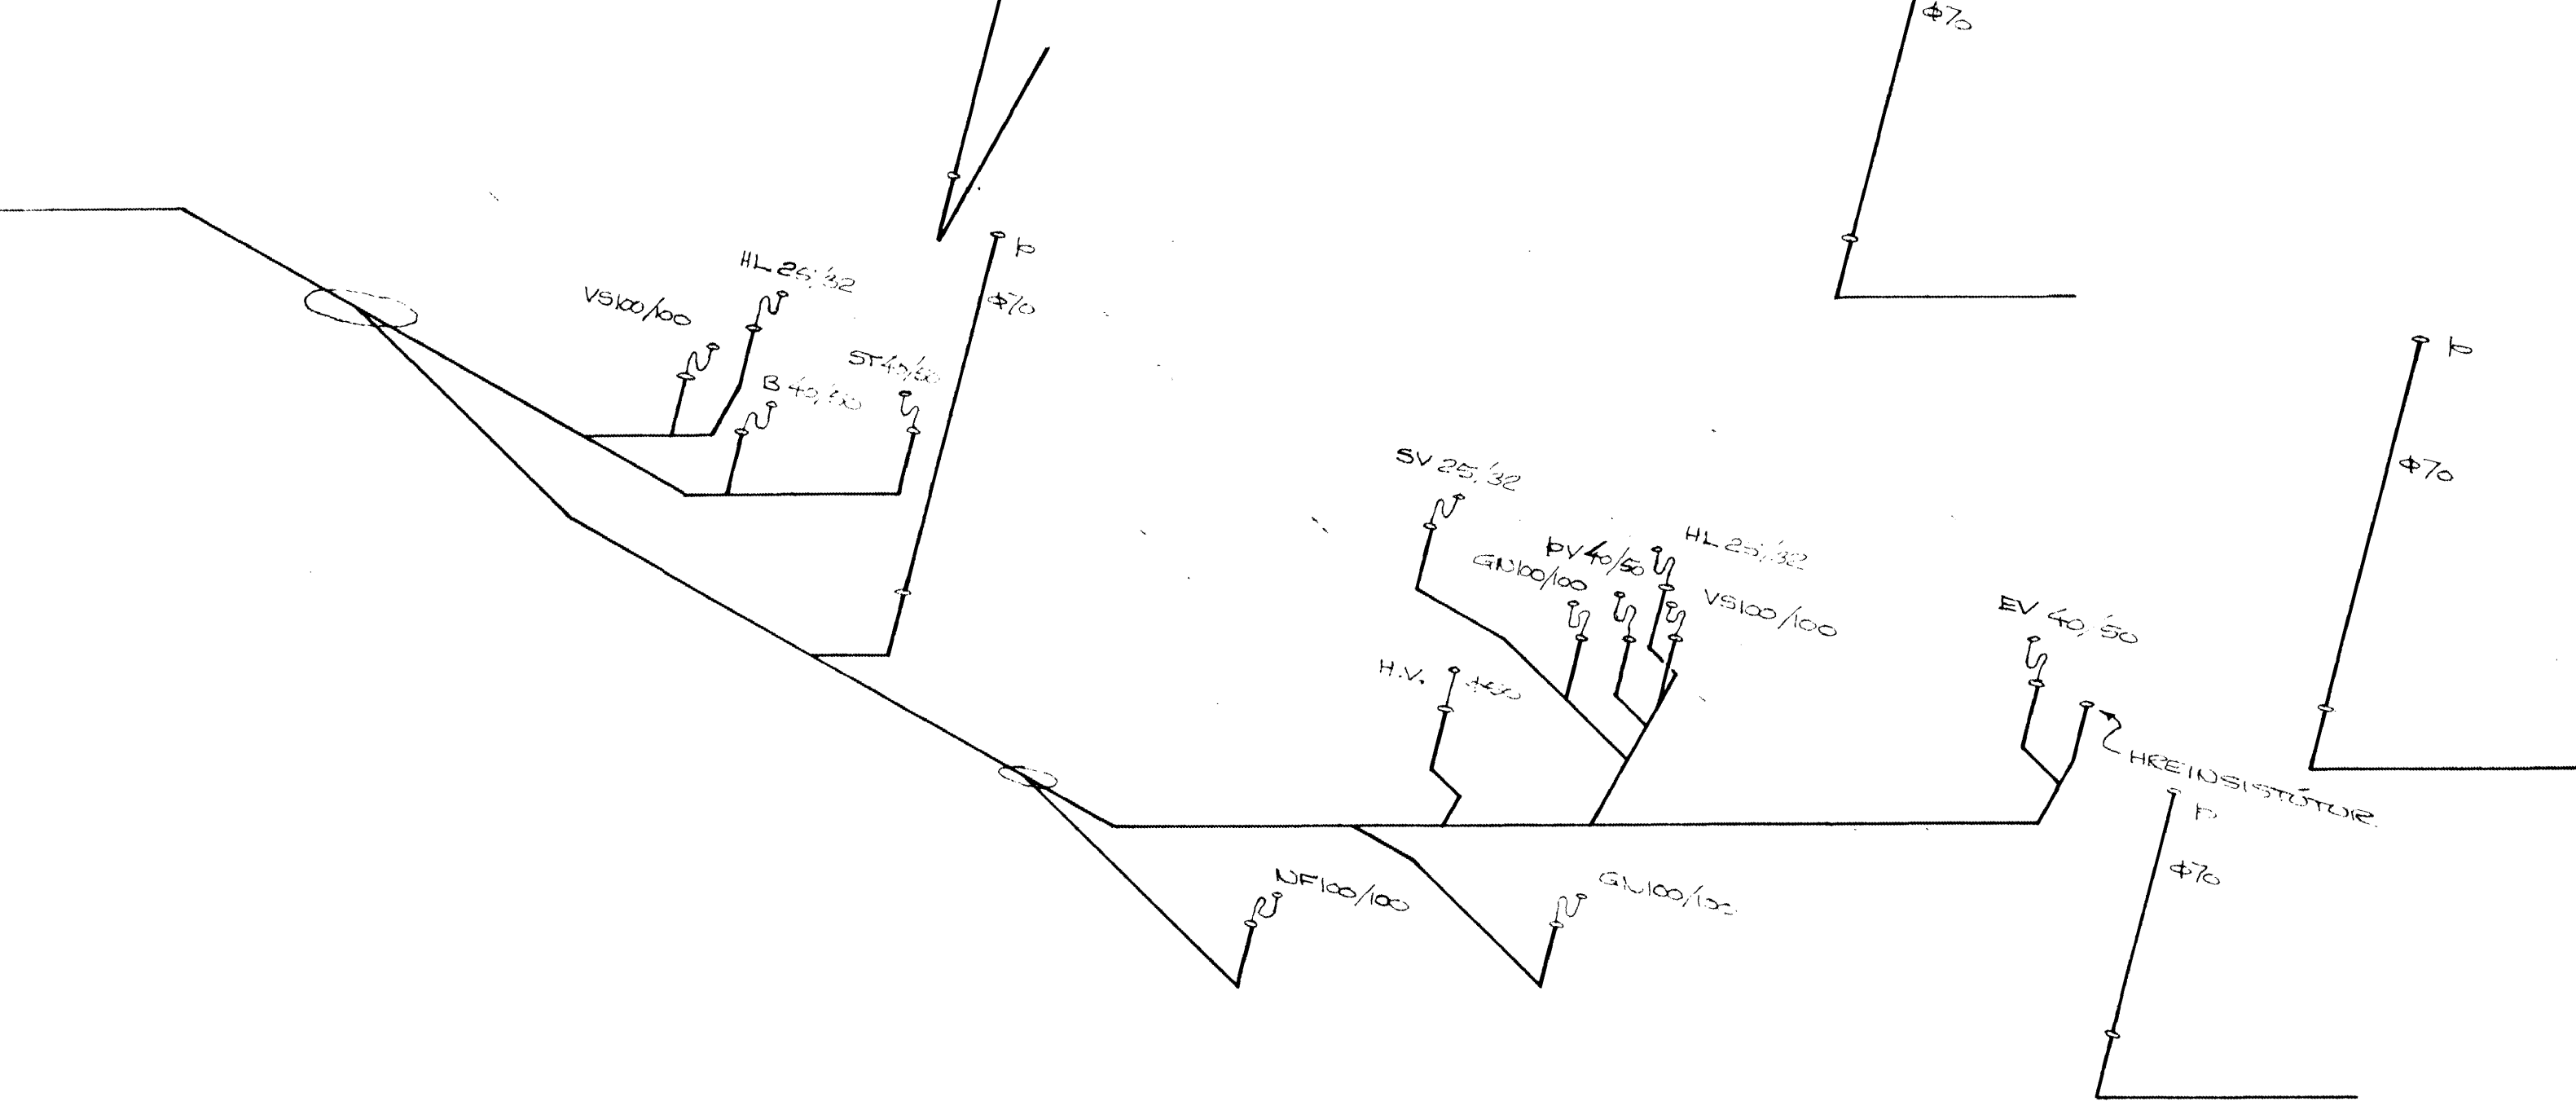 Φ70
HL 25/32
VS100/100
þ
Φ70
ST 40/50
B 40/50
þ
Φ70
SV 25/32
HL 25/32
ÞV 40/50
GN100/100
VS100/100
EV 40/50
H.V.
HREINSISTÚTUR
þ
Φ70
NF100/100
GN100/100